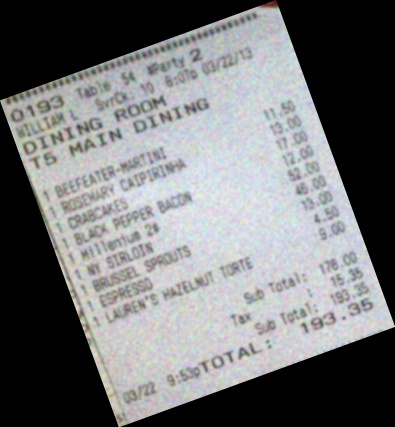 0193 Table 54 #Party 2
WILLIAM L SvrCk: 10 8:07p 03/22/13
DINING ROOM
T5 MAIN DINING
1 BEEFEATER-MARTINI 11.50
1 ROSEMARY CAIPIRINHA 13.00
1 CRABCAKES 17.00
1 BLACK PEPPER BACON 12.00
1 Millenium 52.00
1 NY SIRLOIN 46.00
1 BRUSSEL SPROUTS 13.00
1 ESPRESSO 4.50
1 LAUREN'S HAZELNUT TORTE 9.00
Sub Total: 178.00
Tax : 15.35
Sub Total: 193.35
03/22 9:53p TOTAL: 193.35